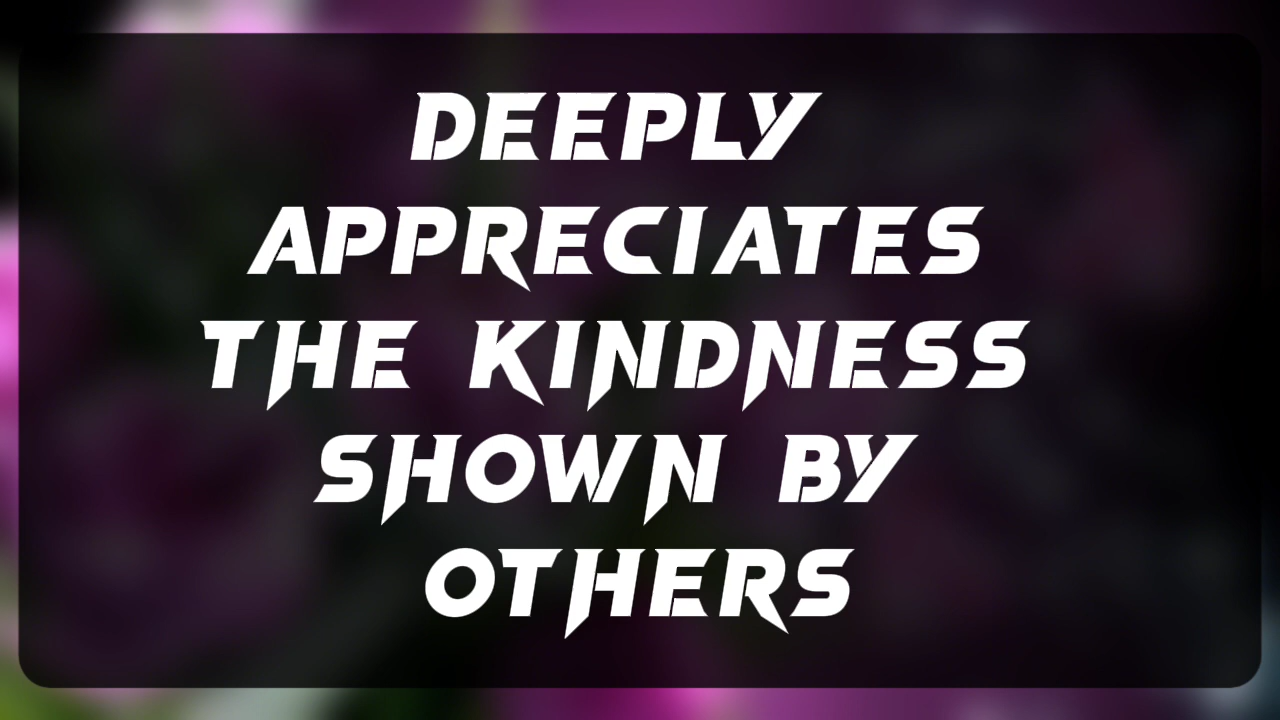 DEEPLY
APPRECIATES
THE KINDNESS
SHOWN BY
OTHERS